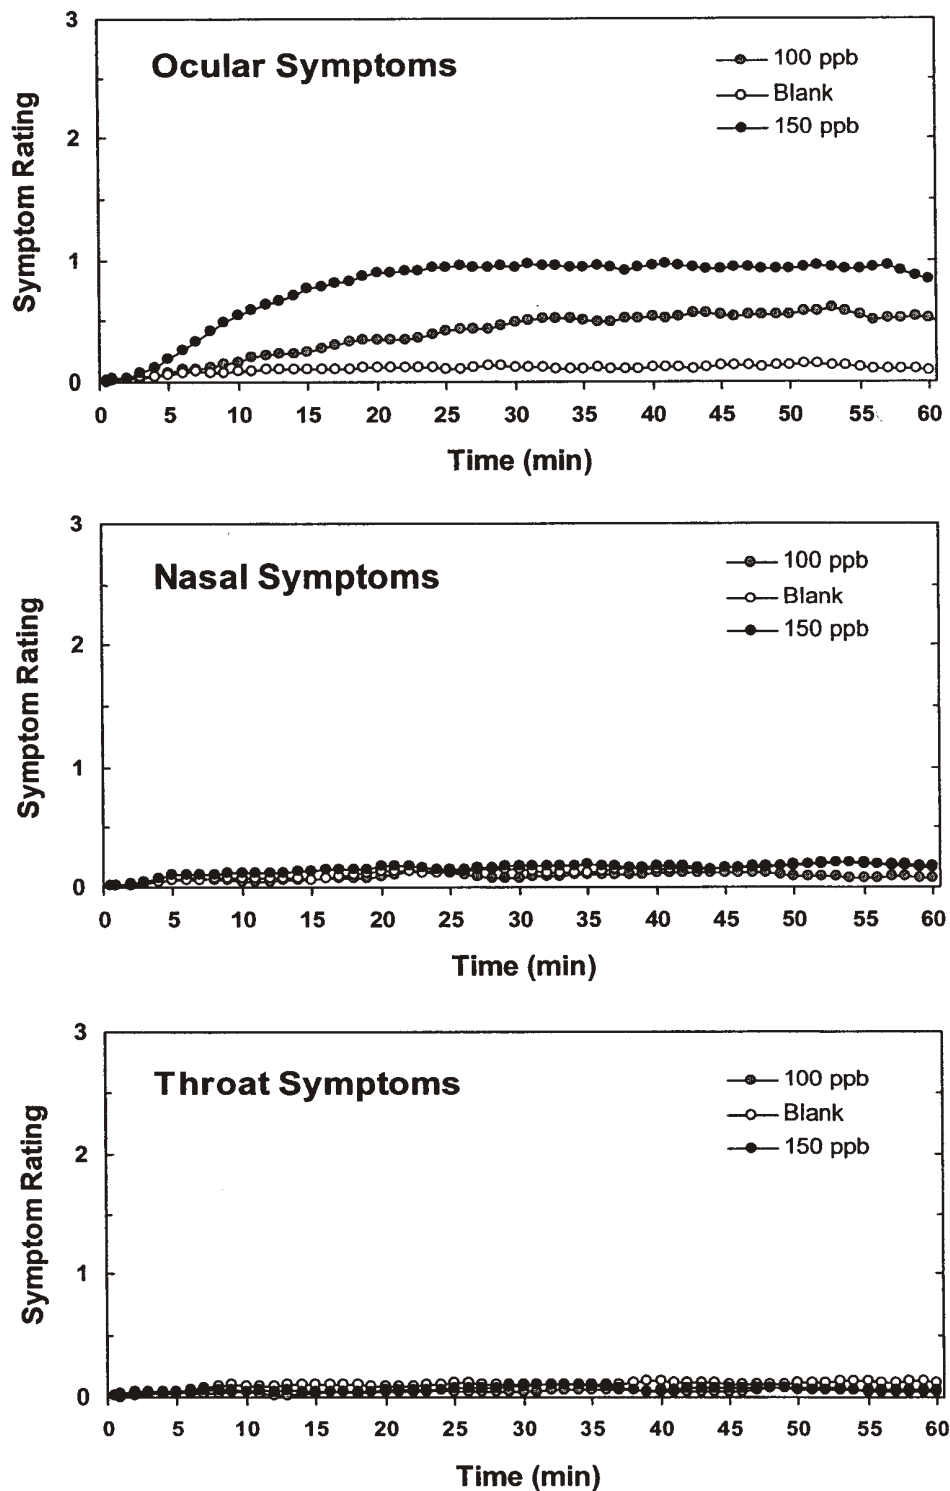 3
Ocular Symptoms
100 ppb
Blank
150 ppb
2
1
0
Symptom Rating
0 5 10 15 20 25 30 35 40 45 50 55 60
Time (min)
3
Nasal Symptoms
100 ppb
Blank
150 ppb
2
1
0
Symptom Rating
0 5 10 15 20 25 30 35 40 45 50 55 60
Time (min)
3
Throat Symptoms
100 ppb
Blank
150 ppb
2
1
0
Symptom Rating
0 5 10 15 20 25 30 35 40 45 50 55 60
Time (min)